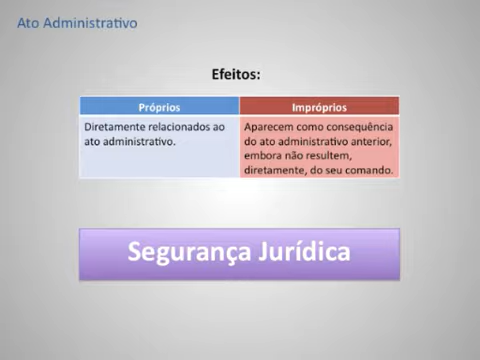 Ato Administrativo
Efeitos:
Próprios
Impróprios
Diretamente relacionados ao
ato administrativo.
Aparecem como consequência
do ato administrativo anterior,
embora não resultem,
diretamente, do seu comando.
Segurança Jurídica